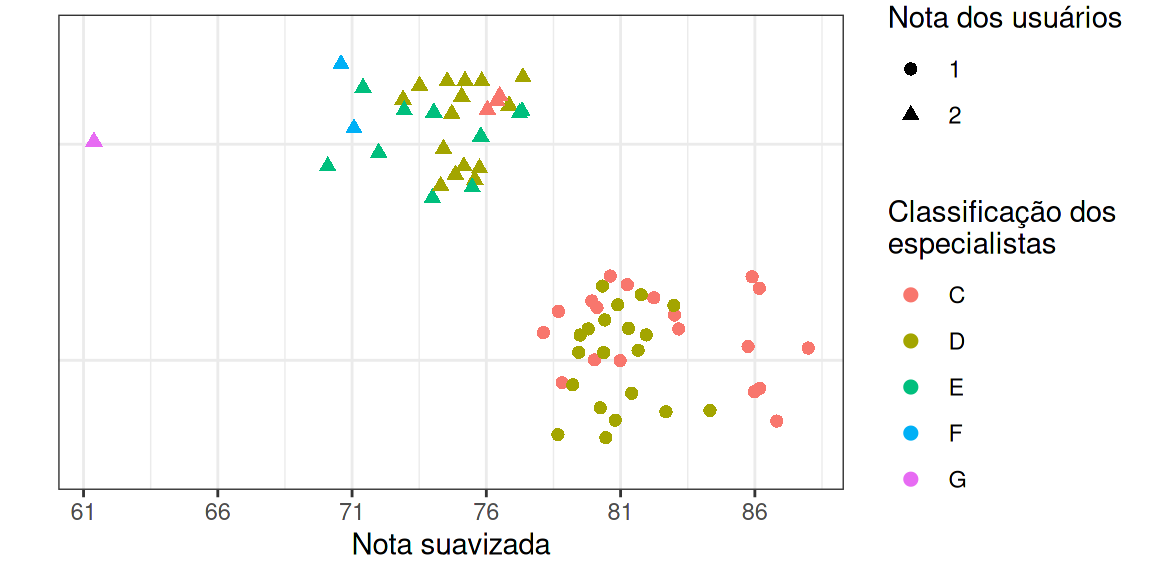 Nota dos usuários
1
2
Classificação dos
especialistas
C
D
E
F
G
61 66 71 76 81 86
Nota suavizada